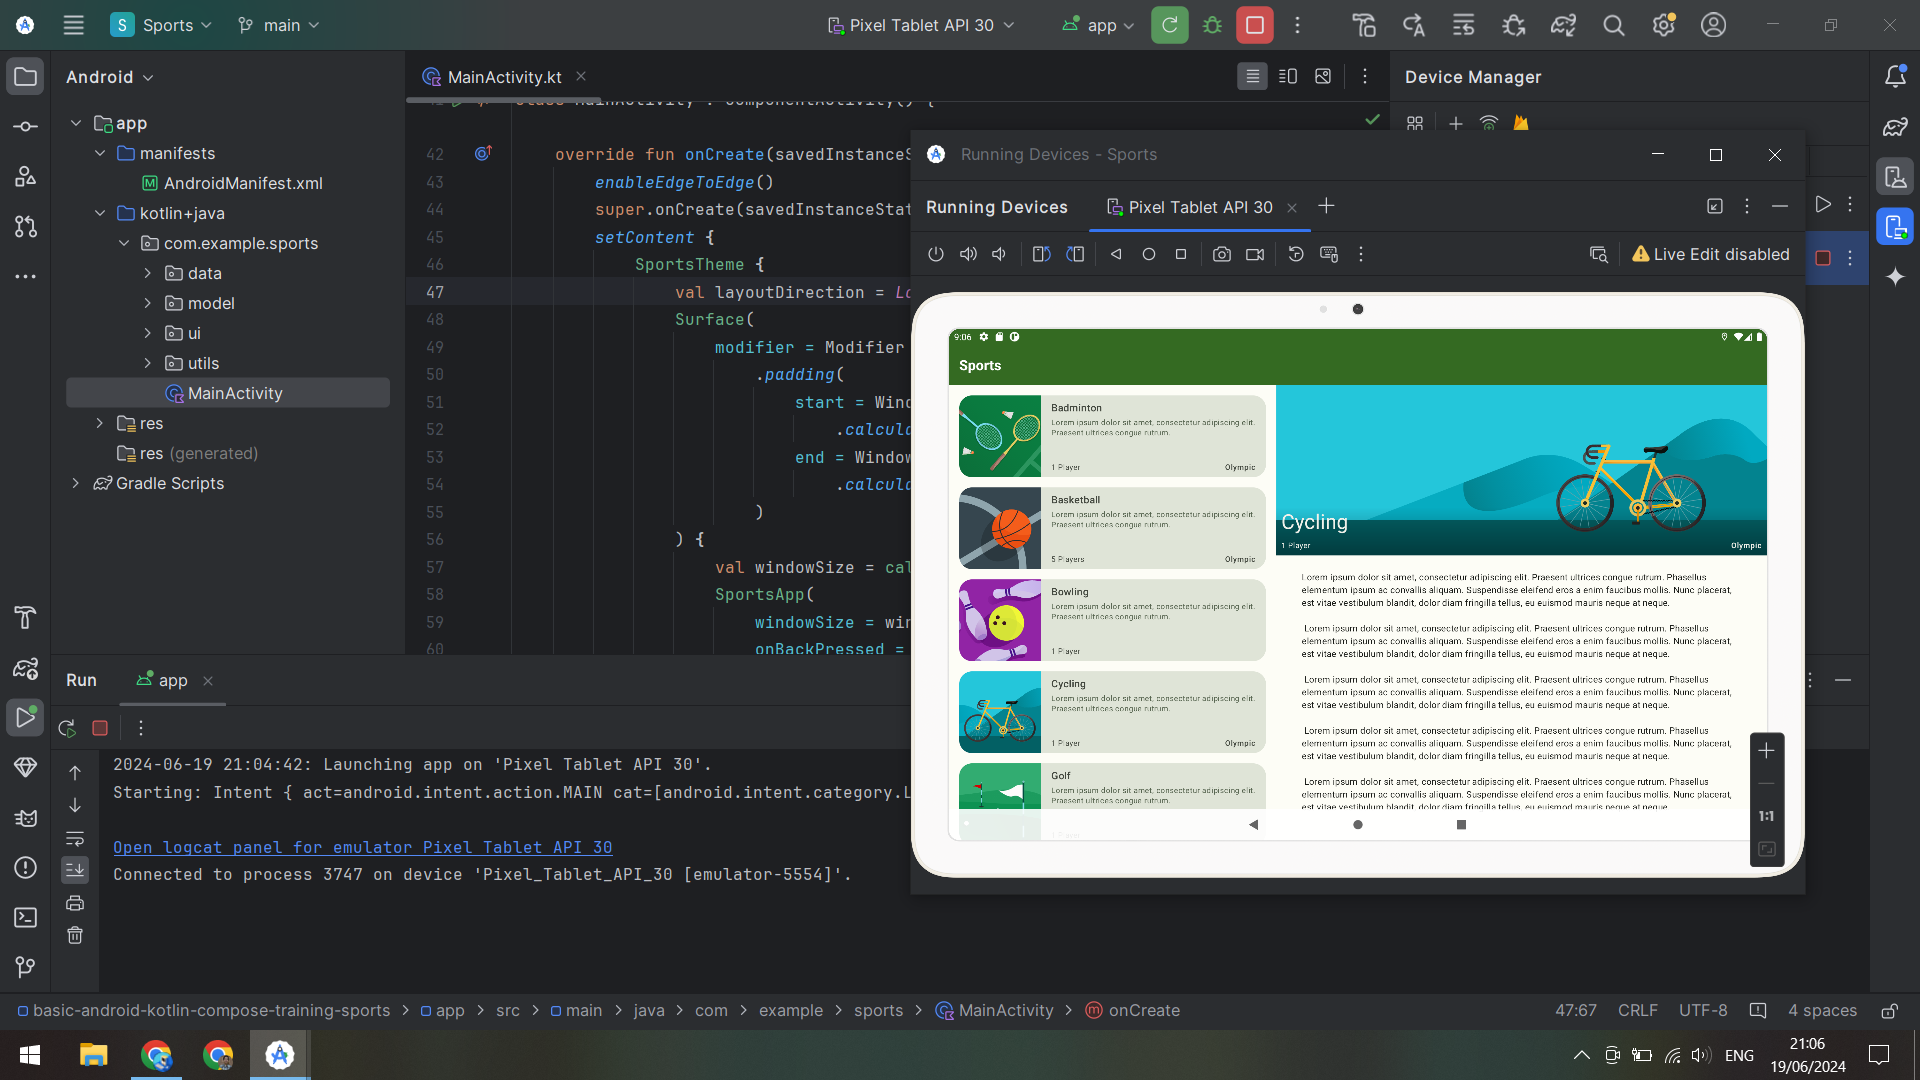 S Sports main
Pixel Tablet API 30 app
Android
MainActivity.kt
Device Manager
app
manifests
AndroidManifest.xml
kotlin+java
com.example.sports
data
model
ui
utils
MainActivity
res
res (generated)
Gradle Scripts
42 override fun onCreate(savedInstanceS
43 enableEdgeToEdge()
44 super.onCreate(savedInstanceStat
45 setContent {
46 SportsTheme {
47 val layoutDirection = Lo
48 Surface(
49 modifier = Modifier
50 .padding(
51 start = Wind
52 .calcula
53 end = Window
54 .calcula
55 )
56 ) {
57 val windowSize = cal
58 SportsApp(
59 windowSize = win
60 onBackPressed =
Running Devices - Sports
Running Devices Pixel Tablet API 30
Live Edit disabled
9:06
Sports
Badminton
Lorem ipsum dolor sit amet, consectetur adipiscing elit.
Praesent ultrices congue rutrum.
1 Player Olympic
Basketball
Lorem ipsum dolor sit amet, consectetur adipiscing elit.
Praesent ultrices congue rutrum.
5 Players Olympic
Bowling
Lorem ipsum dolor sit amet, consectetur adipiscing elit.
Praesent ultrices congue rutrum.
1 Player
Cycling
Lorem ipsum dolor sit amet, consectetur adipiscing elit.
Praesent ultrices congue rutrum.
1 Player Olympic
Golf
Lorem ipsum dolor sit amet, consectetur adipiscing elit.
Praesent ultrices congue rutrum.
1 Player
Cycling
1 Player Olympic
Lorem ipsum dolor sit amet, consectetur adipiscing elit. Praesent ultrices congue rutrum. Phasellus
elementum ipsum ac convallis aliquam. Suspendisse eleifend eros a enim faucibus mollis. Nunc placerat,
est vitae vestibulum blandit, dolor diam fringilla tellus, eu euismod mauris neque at neque.
Lorem ipsum dolor sit amet, consectetur adipiscing elit. Praesent ultrices congue rutrum. Phasellus
elementum ipsum ac convallis aliquam. Suspendisse eleifend eros a enim faucibus mollis. Nunc placerat,
est vitae vestibulum blandit, dolor diam fringilla tellus, eu euismod mauris neque at neque.
Lorem ipsum dolor sit amet, consectetur adipiscing elit. Praesent ultrices congue rutrum. Phasellus
elementum ipsum ac convallis aliquam. Suspendisse eleifend eros a enim faucibus mollis. Nunc placerat,
est vitae vestibulum blandit, dolor diam fringilla tellus, eu euismod mauris neque at neque.
Lorem ipsum dolor sit amet, consectetur adipiscing elit. Praesent ultrices congue rutrum. Phasellus
elementum ipsum ac convallis aliquam. Suspendisse eleifend eros a enim faucibus mollis. Nunc placerat,
est vitae vestibulum blandit, dolor diam fringilla tellus, eu euismod mauris neque at neque.
Lorem ipsum dolor sit amet, consectetur adipiscing elit. Praesent ultrices congue rutrum. Phasellus
elementum ipsum ac convallis aliquam. Suspendisse eleifend eros a enim faucibus mollis. Nunc placerat,
est vitae vestibulum blandit, dolor diam fringilla tellus, eu euismod mauris neque at neque.
1:1
Run app
2024-06-19 21:04:42: Launching app on 'Pixel Tablet API 30'.
Starting: Intent { act=android.intent.action.MAIN cat=[android.intent.category.L
Open logcat panel for emulator Pixel Tablet API 30
Connected to process 3747 on device 'Pixel_Tablet_API_30 [emulator-5554]'.
basic-android-kotlin-compose-training-sports > app > src > main > java > com > example > sports > MainActivity > onCreate
47:67 CRLF UTF-8 4 spaces
ENG
21:06
19/06/2024